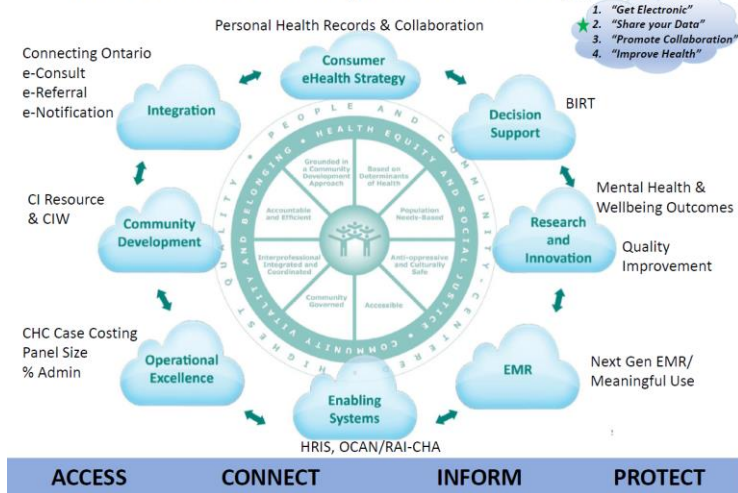 1. "Get Electronic"
2. "Share your Data"
3. "Promote Collaboration"
4. "Improve Health"
Personal Health Records & Collaboration
Consumer
eHealth Strategy
Connecting Ontario
e-Consult
e-Referral
e-Notification
Integration
Decision
Support
BIRT
CI Resource
& CIW
Community
Development
Mental Health &
Wellbeing Outcomes
Research
and
Innovation
Quality
Improvement
CHC Case Costing
Panel Size
% Admin
Operational
Excellence
Enabling
Systems
HRIS, OCAN/RAI-CHA
EMR
Next Gen EMR/
Meaningful Use
HIGHEST QUALITY • PEOPLE AND COMMUNITY-CENTERED
HEALTH EQUITY AND SOCIAL JUSTICE • COMMUNITY VITALITY AND BELONGING
Grounded in
a Community
Development
Approach
Based on
Determinants
of Health
Accountable
and Efficient
Population
Needs-Based
Interprofessional
Integrated and
Coordinated
Anti-oppressive
and Culturally
Safe
Community
Governed
Accessible
ACCESS CONNECT INFORM PROTECT